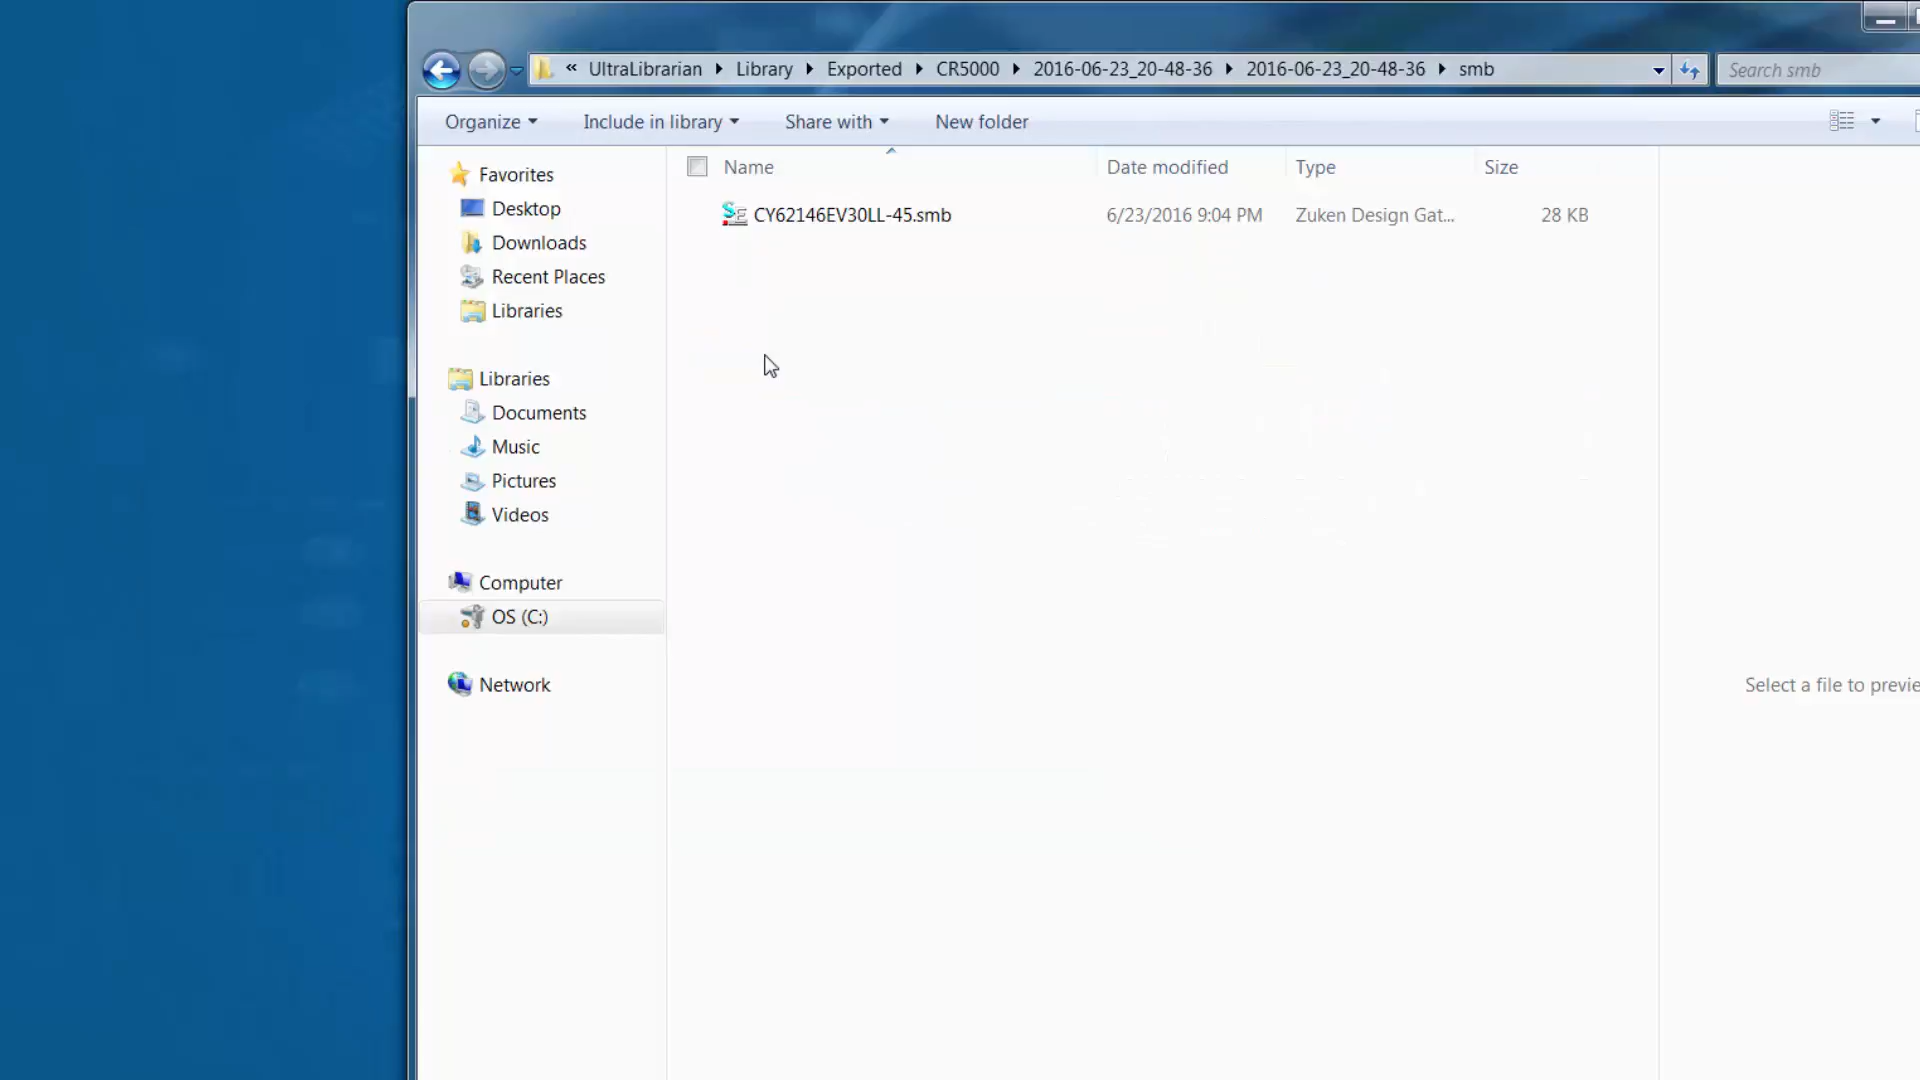 « UltraLibrarian Library Exported CR5000 2016-06-23_20-48-36 2016-06-23_20-48-36 smb
Search smb
Organize Include in library Share with New folder
Name Date modified Type Size
CY62146EV30LL-45.smb 6/23/2016 9:04 PM Zuken Design Gat... 28 KB
Favorites
Desktop
Downloads
Recent Places
Libraries
Libraries
Documents
Music
Pictures
Videos
Computer
OS (C:)
Network
Select a file to previe